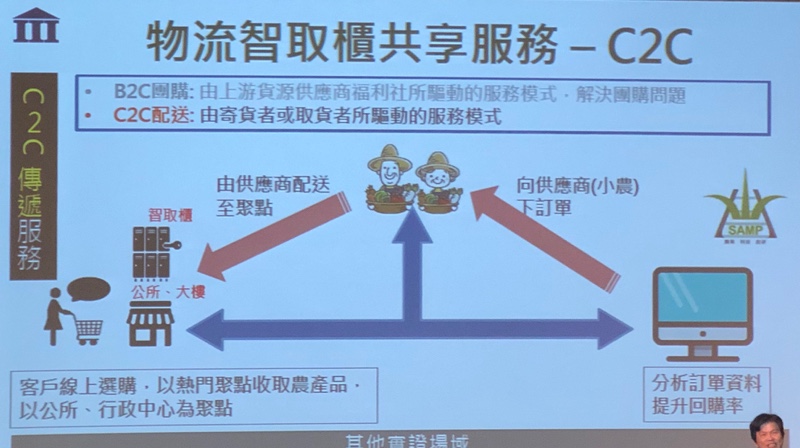 物流智取櫃共享服務 – C2C
C2C 傳遞服務
• B2C團購: 由上游貨源供應商福利社所驅動的服務模式，解決團購問題
• C2C配送: 由寄貨者或取貨者所驅動的服務模式
由供應商配送
至聚點
向供應商(小農)
下訂單
智取櫃
公所、大樓
SAMP
客戶線上選購，以熱門聚點收取農產品，
以公所、行政中心為聚點
分析訂單資料
提升回購率
其他實證場域